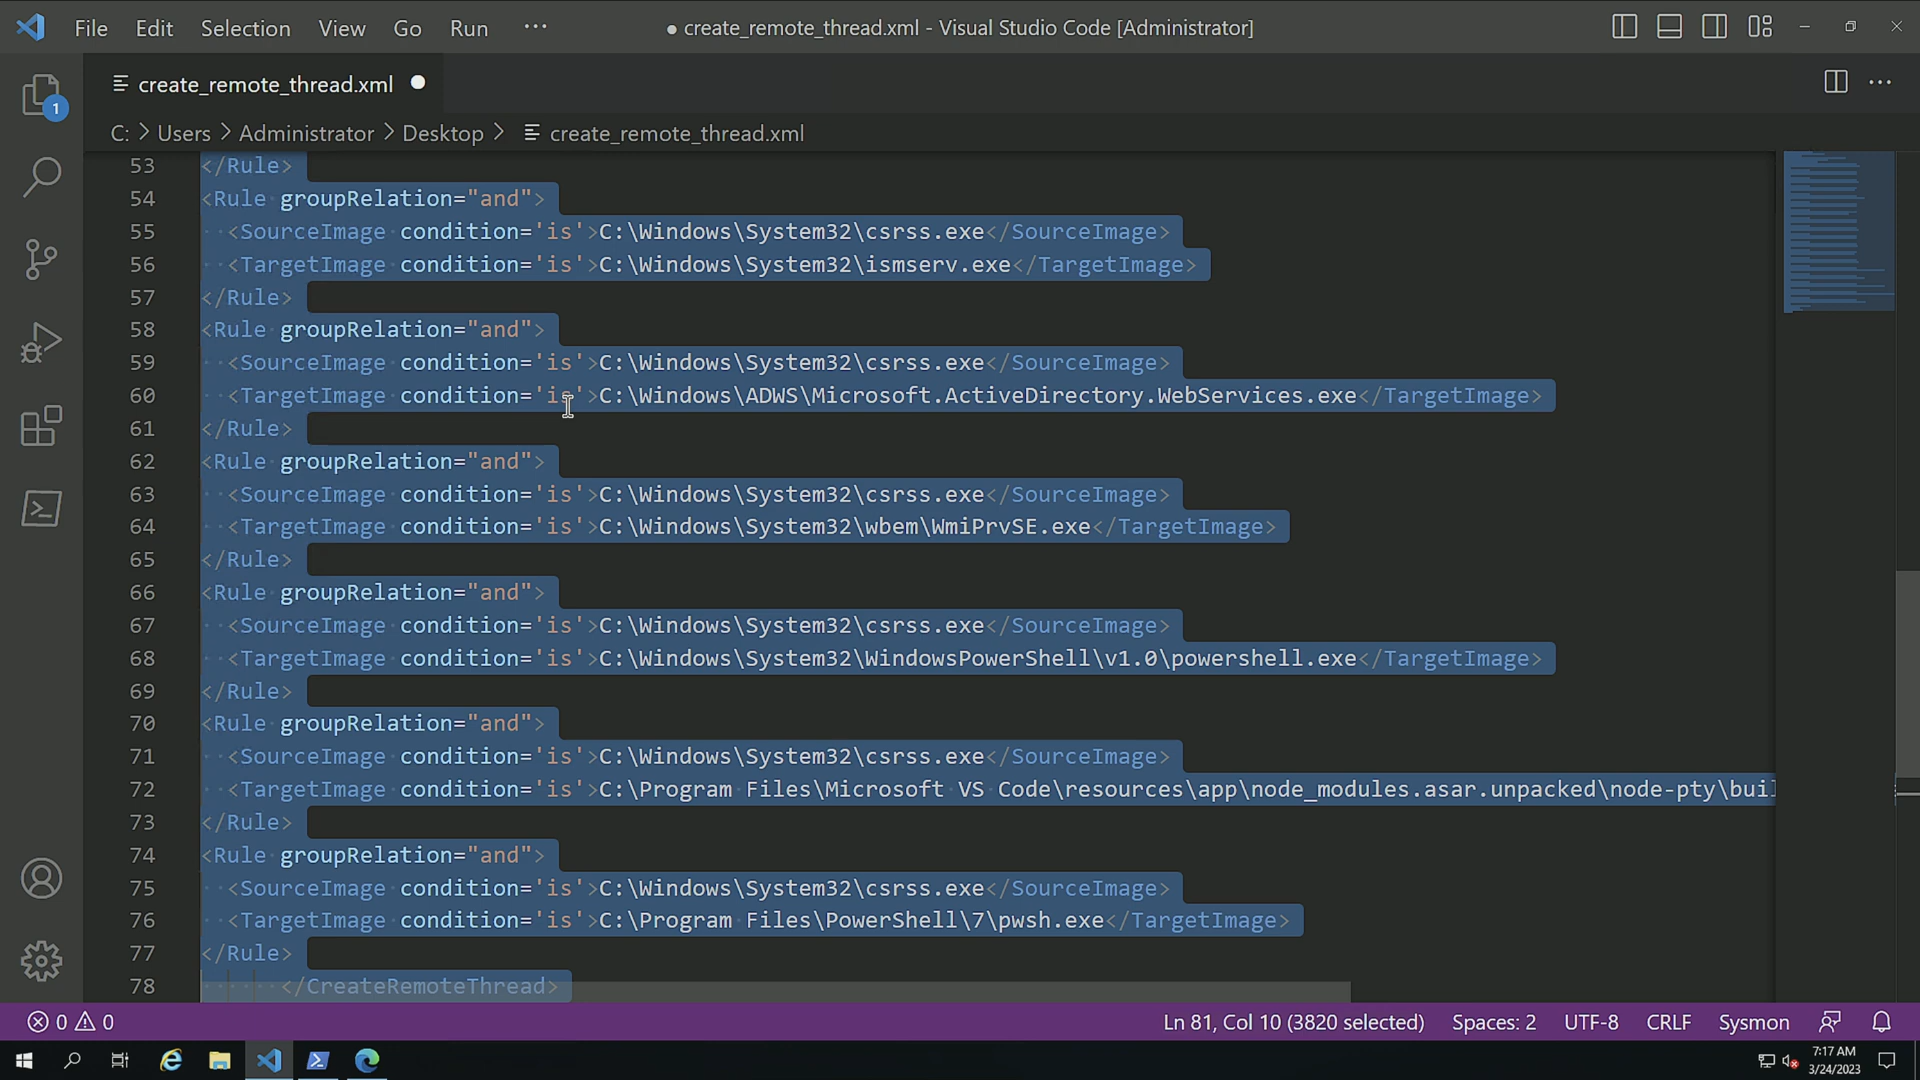 File Edit Selection View Go Run ··· ● create_remote_thread.xml - Visual Studio Code [Administrator]
create_remote_thread.xml
C: > Users > Administrator > Desktop > create_remote_thread.xml
53 </Rule>
54 <Rule groupRelation="and">
55 <SourceImage condition='is'>C:\Windows\System32\csrss.exe</SourceImage>
56 <TargetImage condition='is'>C:\Windows\System32\ismserv.exe</TargetImage>
57 </Rule>
58 <Rule groupRelation="and">
59 <SourceImage condition='is'>C:\Windows\System32\csrss.exe</SourceImage>
60 <TargetImage condition='is'>C:\Windows\ADWS\Microsoft.ActiveDirectory.WebServices.exe</TargetImage>
61 </Rule>
62 <Rule groupRelation="and">
63 <SourceImage condition='is'>C:\Windows\System32\csrss.exe</SourceImage>
64 <TargetImage condition='is'>C:\Windows\System32\wbem\WmiPrvSE.exe</TargetImage>
65 </Rule>
66 <Rule groupRelation="and">
67 <SourceImage condition='is'>C:\Windows\System32\csrss.exe</SourceImage>
68 <TargetImage condition='is'>C:\Windows\System32\WindowsPowerShell\v1.0\powershell.exe</TargetImage>
69 </Rule>
70 <Rule groupRelation="and">
71 <SourceImage condition='is'>C:\Windows\System32\csrss.exe</SourceImage>
72 <TargetImage condition='is'>C:\Program Files\Microsoft VS Code\resources\app\node_modules.asar.unpacked\node-pty\buil
73 </Rule>
74 <Rule groupRelation="and">
75 <SourceImage condition='is'>C:\Windows\System32\csrss.exe</SourceImage>
76 <TargetImage condition='is'>C:\Program Files\PowerShell\7\pwsh.exe</TargetImage>
77 </Rule>
78 </CreateRemoteThread>
1
0 0 Ln 81, Col 10 (3820 selected) Spaces: 2 UTF-8 CRLF Sysmon
7:17 AM
3/24/2023